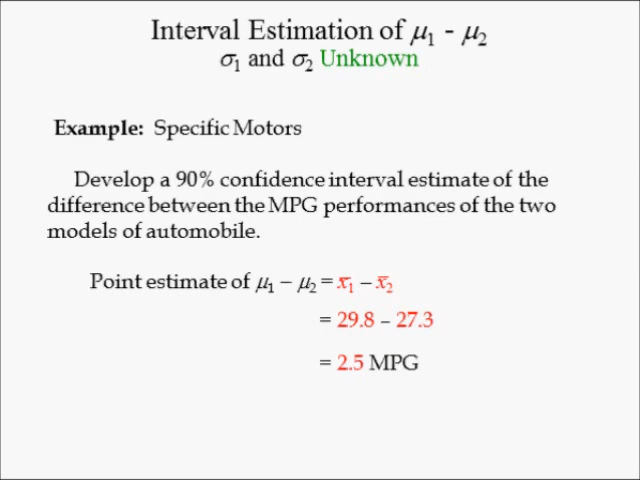 Interval Estimation of μ1 - μ2
σ1 and σ2 Unknown
Example: Specific Motors
Develop a 90% confidence interval estimate of the
difference between the MPG performances of the two
models of automobile.
Point estimate of μ1 − μ2 = x̄1 − x̄2
= 29.8 – 27.3
= 2.5 MPG